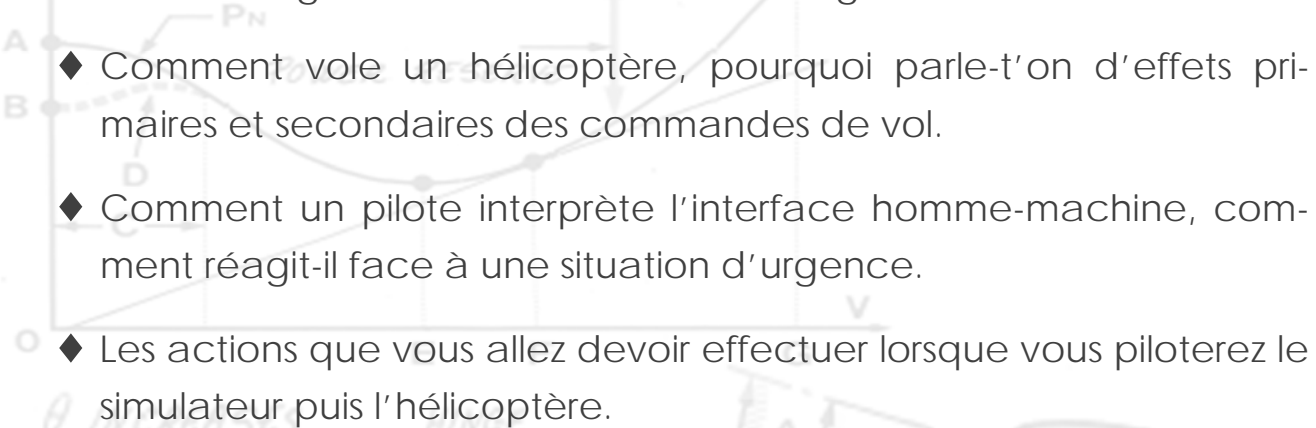 PN
A
♦ Comment vole un hélicoptère, pourquoi parle-t'on d'effets pri-
B
maires et secondaires des commandes de vol.
D
♦ Comment un pilote interprète l'interface homme-machine, com-
C
ment réagit-il face à une situation d'urgence.
V
O
♦ Les actions que vous allez devoir effectuer lorsque vous piloterez le
simulateur puis l'hélicoptère.